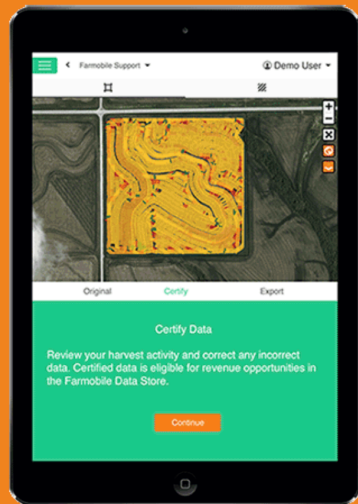 Farmobile Support
Demo User
+
−
Original Certify Export
Certify Data
Review your harvest activity and correct any incorrect
data. Certified data is eligible for revenue opportunities in
the Farmobile Data Store.
Continue